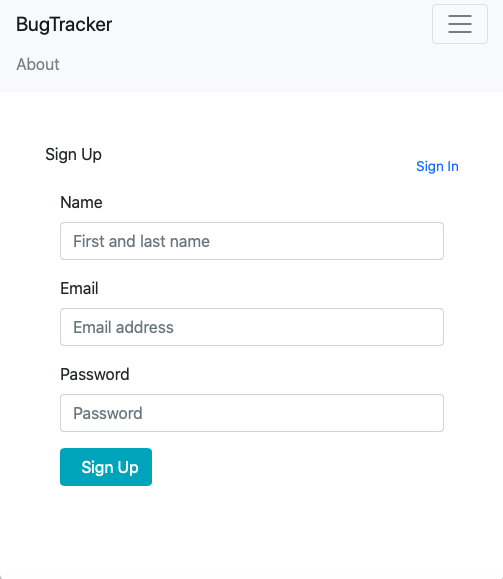 BugTracker
About
Sign Up
Sign In
Name
First and last name
Email
Email address
Password
Password
Sign Up